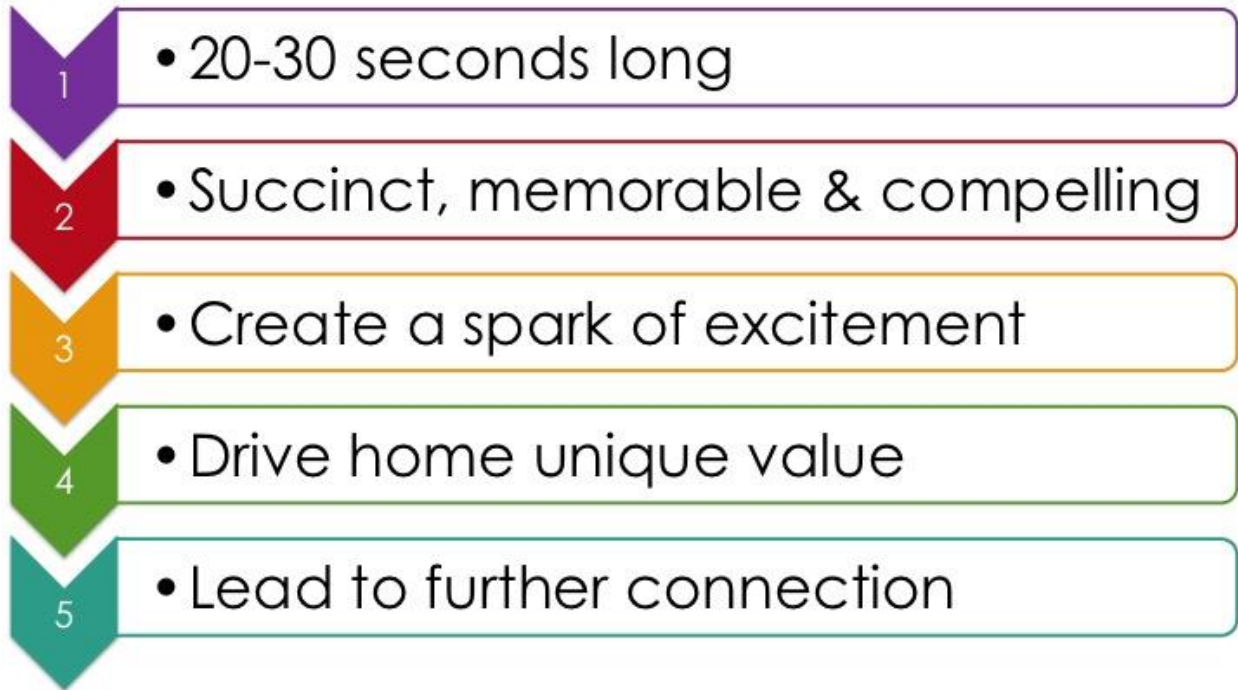 1 • 20-30 seconds long
2 • Succinct, memorable & compelling
3 • Create a spark of excitement
4 • Drive home unique value
5 • Lead to further connection